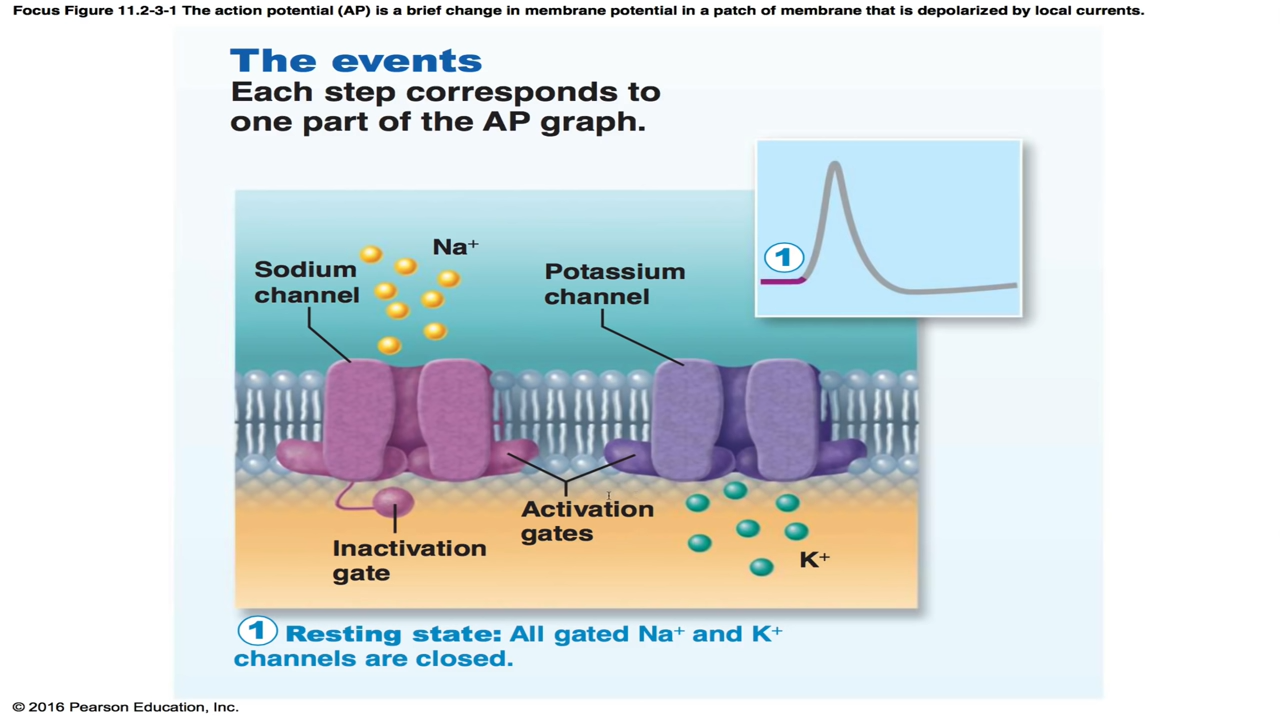 Focus Figure 11.2-3-1 The action potential (AP) is a brief change in membrane potential in a patch of membrane that is depolarized by local currents.
The events
Each step corresponds to
one part of the AP graph.
1
Na⁺
Sodium
channel
Potassium
channel
Activation
gates
Inactivation
gate
K⁺
1 Resting state: All gated Na⁺ and K⁺
channels are closed.
© 2016 Pearson Education, Inc.